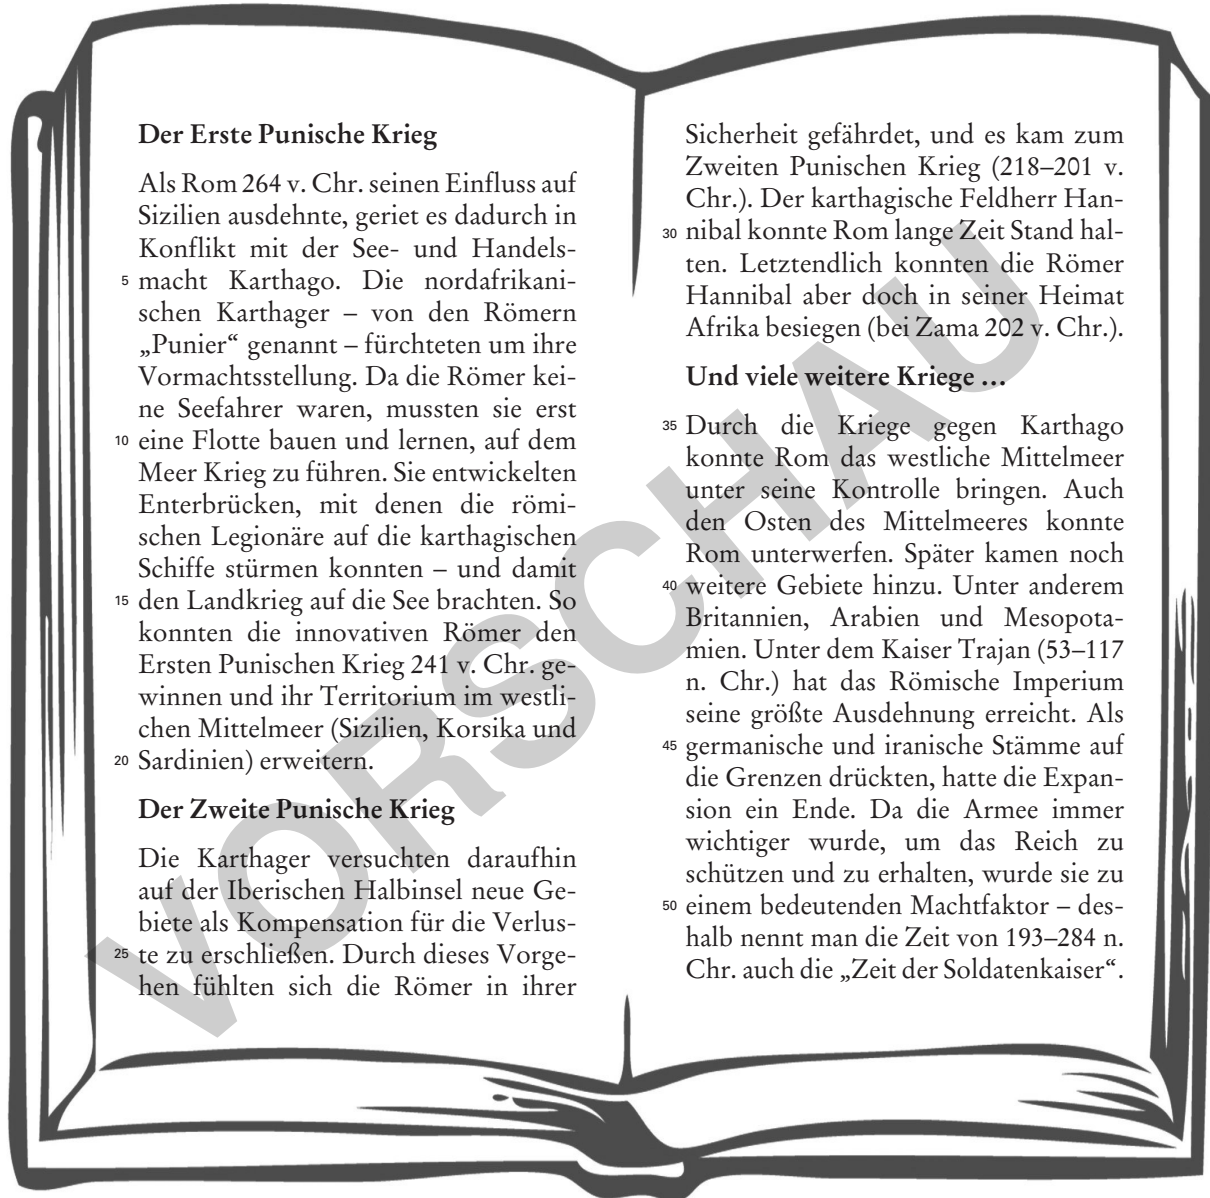 Der Erste Punische Krieg
Als Rom 264 v. Chr. seinen Einfluss auf
Sizilien ausdehnte, geriet es dadurch in
Konflikt mit der See- und Handels-
5 macht Karthago. Die nordafrikani-
schen Karthager – von den Römern
„Punier“ genannt – fürchteten um ihre
Vormachtsstellung. Da die Römer kei-
ne Seefahrer waren, mussten sie erst
10 eine Flotte bauen und lernen, auf dem
Meer Krieg zu führen. Sie entwickelten
Enterbrücken, mit denen die römi-
schen Legionäre auf die karthagischen
Schiffe stürmen konnten – und damit
15 den Landkrieg auf die See brachten. So
konnten die innovativen Römer den
Ersten Punischen Krieg 241 v. Chr. ge-
winnen und ihr Territorium im westli-
chen Mittelmeer (Sizilien, Korsika und
20 Sardinien) erweitern.
Der Zweite Punische Krieg
Die Karthager versuchten daraufhin
auf der Iberischen Halbinsel neue Ge-
biete als Kompensation für die Verlus-
25 te zu erschließen. Durch dieses Vorge-
hen fühlten sich die Römer in ihrer
Sicherheit gefährdet, und es kam zum
Zweiten Punischen Krieg (218–201 v.
Chr.). Der karthagische Feldherr Han-
30 nibal konnte Rom lange Zeit Stand hal-
ten. Letztendlich konnten die Römer
Hannibal aber doch in seiner Heimat
Afrika besiegen (bei Zama 202 v. Chr.).
Und viele weitere Kriege ...
35 Durch die Kriege gegen Karthago
konnte Rom das westliche Mittelmeer
unter seine Kontrolle bringen. Auch
den Osten des Mittelmeeres konnte
Rom unterwerfen. Später kamen noch
40 weitere Gebiete hinzu. Unter anderem
Britannien, Arabien und Mesopota-
mien. Unter dem Kaiser Trajan (53–117
n. Chr.) hat das Römische Imperium
seine größte Ausdehnung erreicht. Als
45 germanische und iranische Stämme auf
die Grenzen drückten, hatte die Expan-
sion ein Ende. Da die Armee immer
wichtiger wurde, um das Reich zu
schützen und zu erhalten, wurde sie zu
50 einem bedeutenden Machtfaktor – des-
halb nennt man die Zeit von 193–284 n.
Chr. auch die „Zeit der Soldatenkaiser“.
VORSCHAU